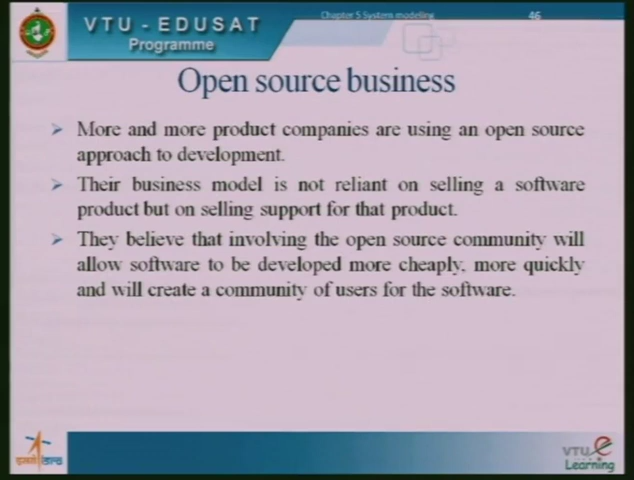 VTU - EDUSAT
Programme
Chapter 5 System modeling
46
Open source business
More and more product companies are using an open source
approach to development.
Their business model is not reliant on selling a software
product but on selling support for that product.
They believe that involving the open source community will
allow software to be developed more cheaply, more quickly
and will create a community of users for the software.
VTU
Learning